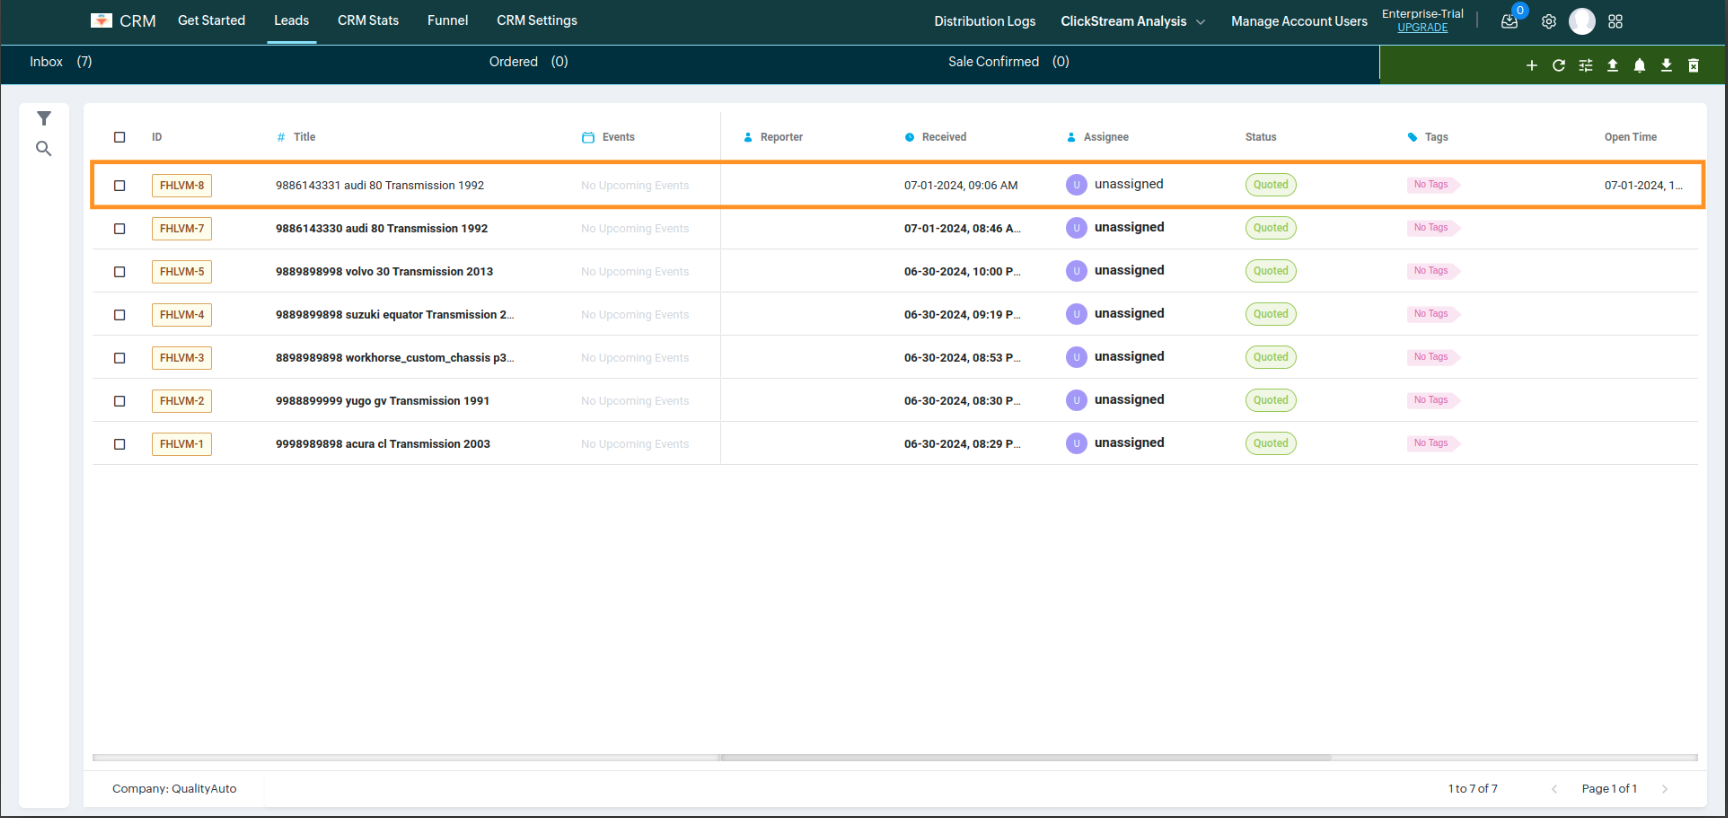 CRM Get Started Leads CRM Stats Funnel CRM Settings Distribution Logs ClickStream Analysis Manage Account Users Enterprise-Trial 0
UPGRADE
Inbox (7) Ordered (0) Sale Confirmed (0)
ID # Title Events Reporter Received Assignee Status Tags Open Time
FHLVM-8 9886143331 audi 80 Transmission 1992 No Upcoming Events 07-01-2024, 09:06 AM U unassigned Quoted No Tags 07-01-2024, 1...
FHLVM-7 9886143330 audi 80 Transmission 1992 No Upcoming Events 07-01-2024, 08:46 A... U unassigned Quoted No Tags
FHLVM-5 9889898998 volvo 30 Transmission 2013 No Upcoming Events 06-30-2024, 10:00 P... U unassigned Quoted No Tags
FHLVM-4 9889899898 suzuki equator Transmission 2... No Upcoming Events 06-30-2024, 09:19 P... U unassigned Quoted No Tags
FHLVM-3 8898989898 workhorse_custom_chassis p3... No Upcoming Events 06-30-2024, 08:53 P... U unassigned Quoted No Tags
FHLVM-2 9988899999 yugo gv Transmission 1991 No Upcoming Events 06-30-2024, 08:30 P... U unassigned Quoted No Tags
FHLVM-1 9998989898 acura cl Transmission 2003 No Upcoming Events 06-30-2024, 08:29 P... U unassigned Quoted No Tags
Company: QualityAuto 1 to 7 of 7 Page 1 of 1